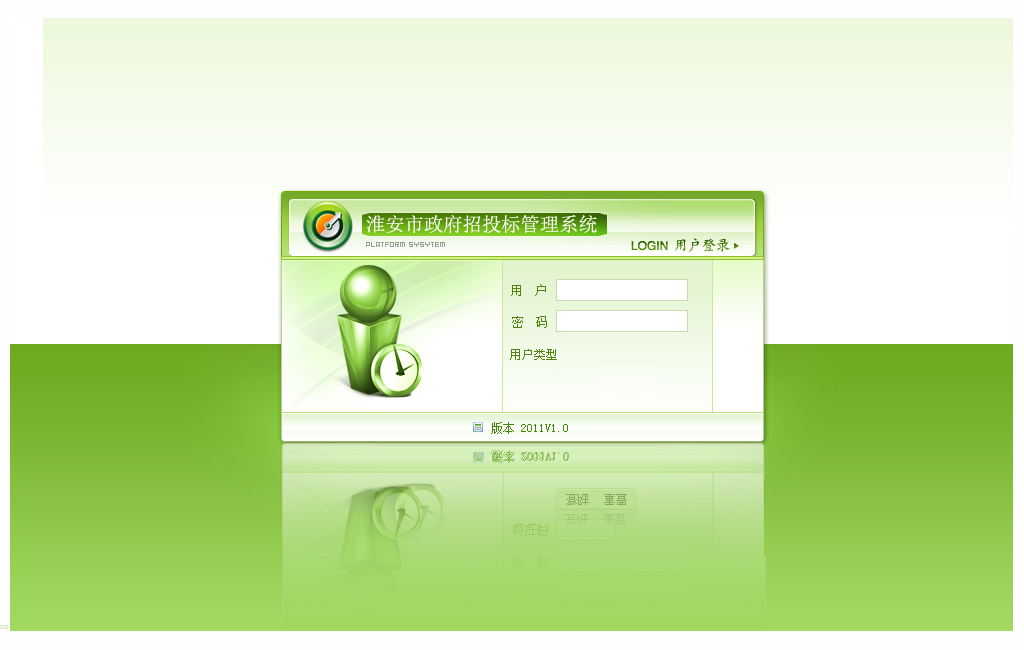 淮安市政府招投标管理系统
PLATFORM SYSYTEM
LOGIN 用户登录
用 户
密 码
用户类型
版本 2011V1.0